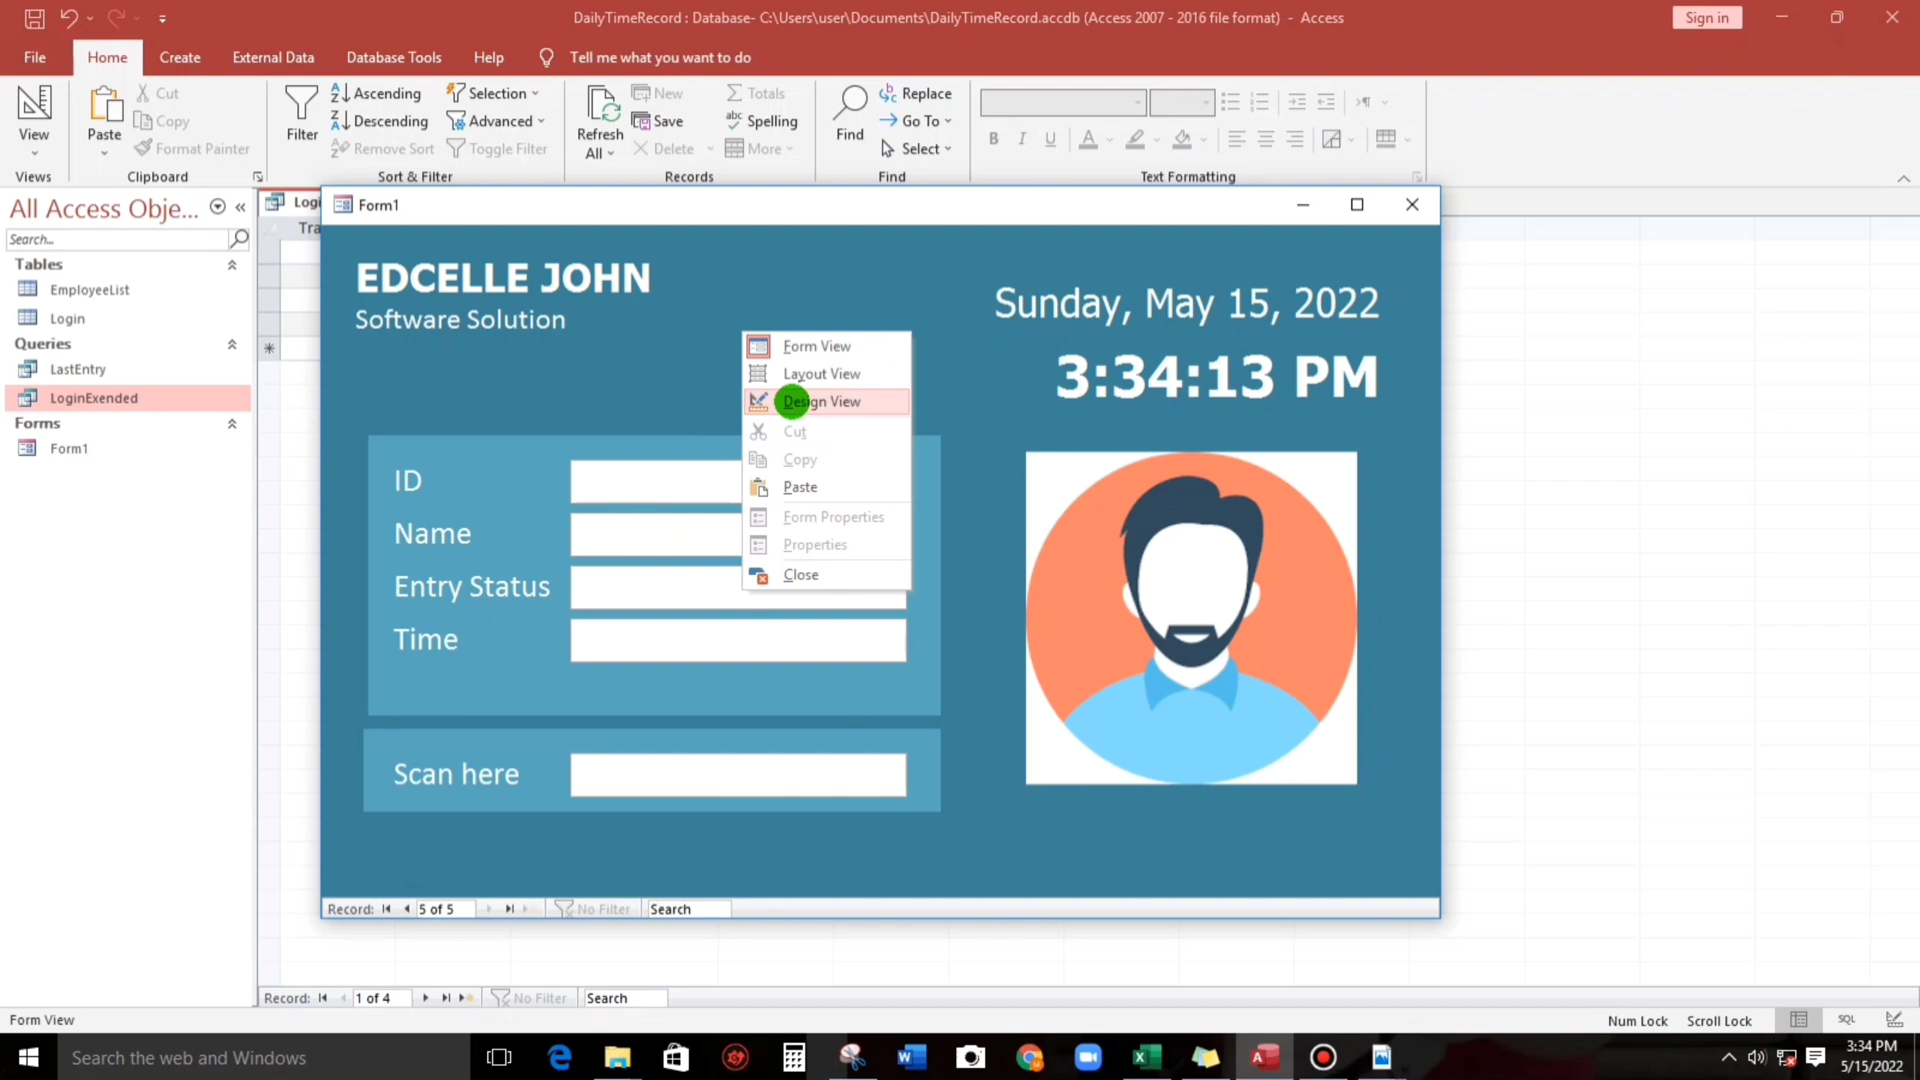 DailyTimeRecord : Database- C:\Users\user\Documents\DailyTimeRecord.accdb (Access 2007 - 2016 file format) - Access
Sign in
File Home Create External Data Database Tools Help Tell me what you want to do
View
Views
Paste
Cut
Copy
Format Painter
Clipboard
Filter
Ascending
Descending
Remove Sort
Selection
Advanced
Toggle Filter
Sort & Filter
Refresh
All
New
Save
Delete
Totals
Spelling
More
Records
Find
Replace
Go To
Select
Find
B I U A
Text Formatting
All Access Obje...
Search...
Tables
EmployeeList
Login
Queries
LastEntry
LoginExended
Forms
Form1
Logi
Tra
Form1
EDCELLE JOHN
Software Solution
Sunday, May 15, 2022
3:34:13 PM
Form View
Layout View
Design View
Cut
Copy
Paste
Form Properties
Properties
Close
ID
Name
Entry Status
Time
Scan here
Record: 5 of 5 No Filter Search
Record: 1 of 4 No Filter Search
Form View
Num Lock Scroll Lock SQL
Search the web and Windows
3:34 PM
5/15/2022